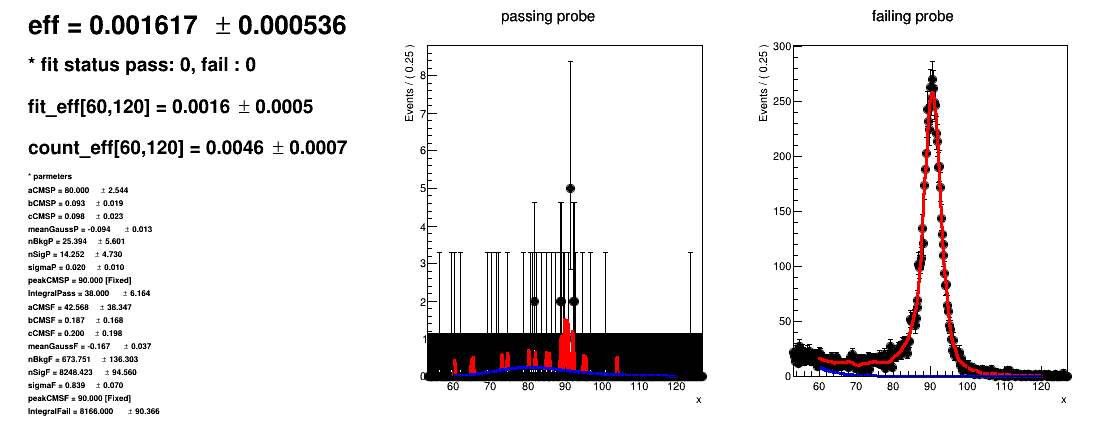 eff = 0.001617 ± 0.000536
* fit status pass: 0, fail : 0
fit_eff[60,120] = 0.0016 ± 0.0005
count_eff[60,120] = 0.0046 ± 0.0007
* parmeters
aCMSP = 80.000 ± 2.544
bCMSP = 0.093 ± 0.019
cCMSP = 0.098 ± 0.023
meanGaussP = -0.094 ± 0.013
nBkgP = 25.394 ± 5.601
nSigP = 14.252 ± 4.730
sigmaP = 0.020 ± 0.010
peakCMSP = 90.000 [Fixed]
IntegralPass = 38.000 ± 6.164
aCMSF = 42.568 ± 38.347
bCMSF = 0.187 ± 0.168
cCMSF = 0.200 ± 0.198
meanGaussF = -0.167 ± 0.037
nBkgF = 673.751 ± 136.303
nSigF = 8248.423 ± 94.560
sigmaF = 0.839 ± 0.070
peakCMSF = 90.000 [Fixed]
IntegralFail = 8166.000 ± 90.366
passing probe
Events / ( 0.25 )
8
7
6
5
4
3
2
1
0
60 70 80 90 100 110 120
x
failing probe
Events / ( 0.25 )
300
250
200
150
100
50
0
60 70 80 90 100 110 120
x